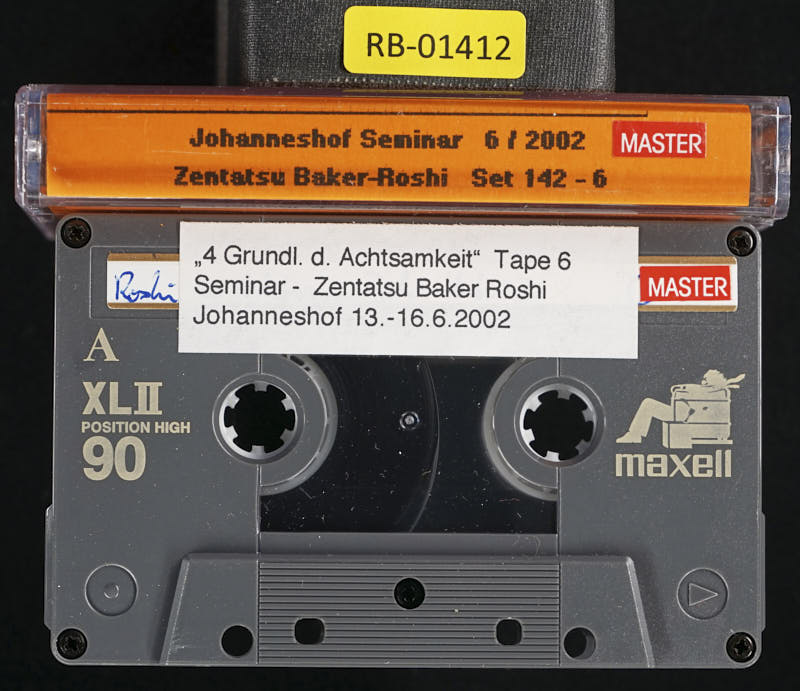 RB-01412
Johanneshof Seminar 6 / 2002 MASTER
Zentatsu Baker-Roshi Set 142 - 6
„4 Grundl. d. Achtsamkeit“ Tape 6
Seminar - Zentatsu Baker Roshi
Johanneshof 13.-16.6.2002
Roshi
MASTER
A
XLII
POSITION HIGH
90
maxell